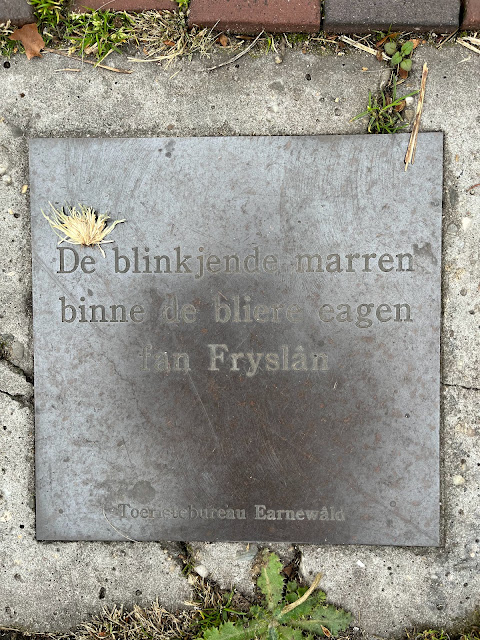 De blinkjende marren
binne de bliere eagen
fan Fryslân
Toeristebureau Earnewâld